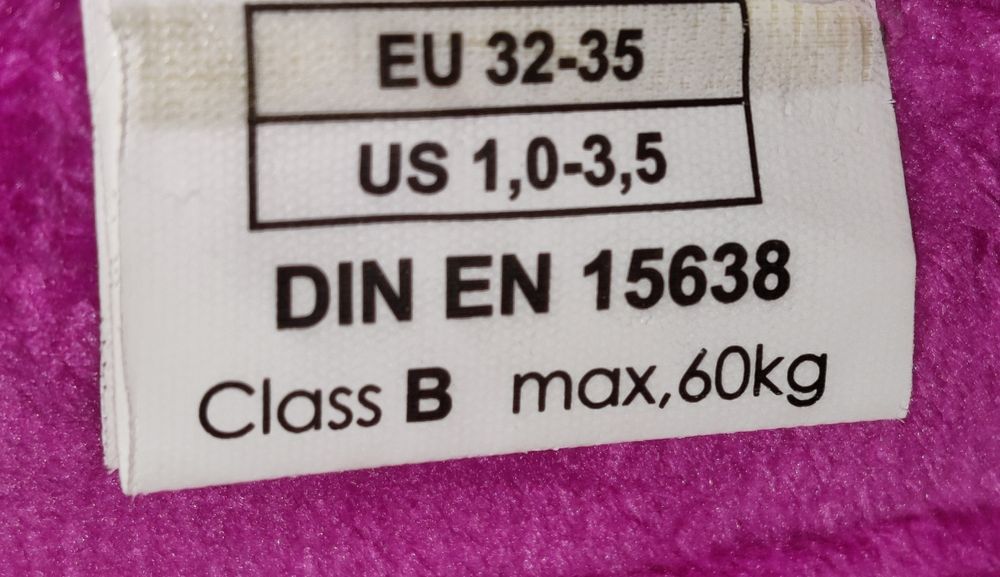 EU 32-35
US 1,0-3,5
DIN EN 15638
Class B max,60kg